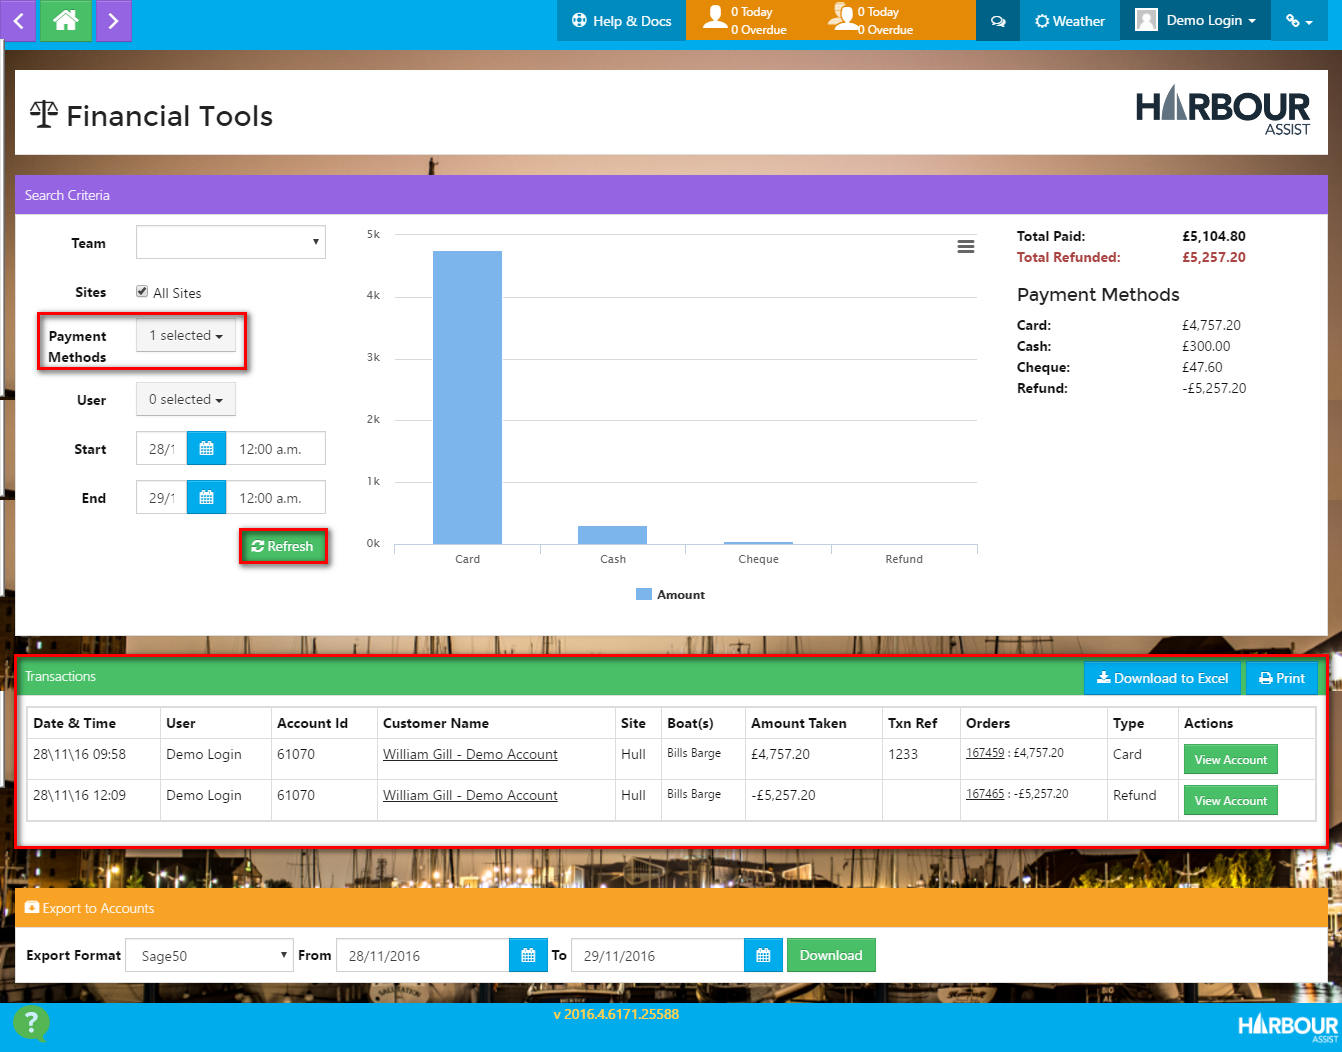 Help & Docs
0 Today
0 Overdue
0 Today
0 Overdue
Weather
Demo Login
Financial Tools
HARBOUR
ASSIST
Search Criteria
Team
Sites
All Sites
Payment Methods
1 selected
User
0 selected
Start
28/1
12:00 a.m.
End
29/1
12:00 a.m.
Refresh
5k
4k
3k
2k
1k
0k
Card Cash Cheque Refund
Amount
Total Paid: £5,104.80
Total Refunded: £5,257.20
Payment Methods
Card: £4,757.20
Cash: £300.00
Cheque: £47.60
Refund: -£5,257.20
Transactions
Download to Excel
Print
Date & Time User Account Id Customer Name Site Boat(s) Amount Taken Txn Ref Orders Type Actions
28\11\16 09:58 Demo Login 61070 William Gill - Demo Account Hull Bills Barge £4,757.20 1233 167459 : £4,757.20 Card View Account
28\11\16 12:09 Demo Login 61070 William Gill - Demo Account Hull Bills Barge -£5,257.20 167465 : -£5,257.20 Refund View Account
Export to Accounts
Export Format Sage50 From 28/11/2016 To 29/11/2016 Download
v 2016.4.6171.25588
?
HARBOUR
ASSIST